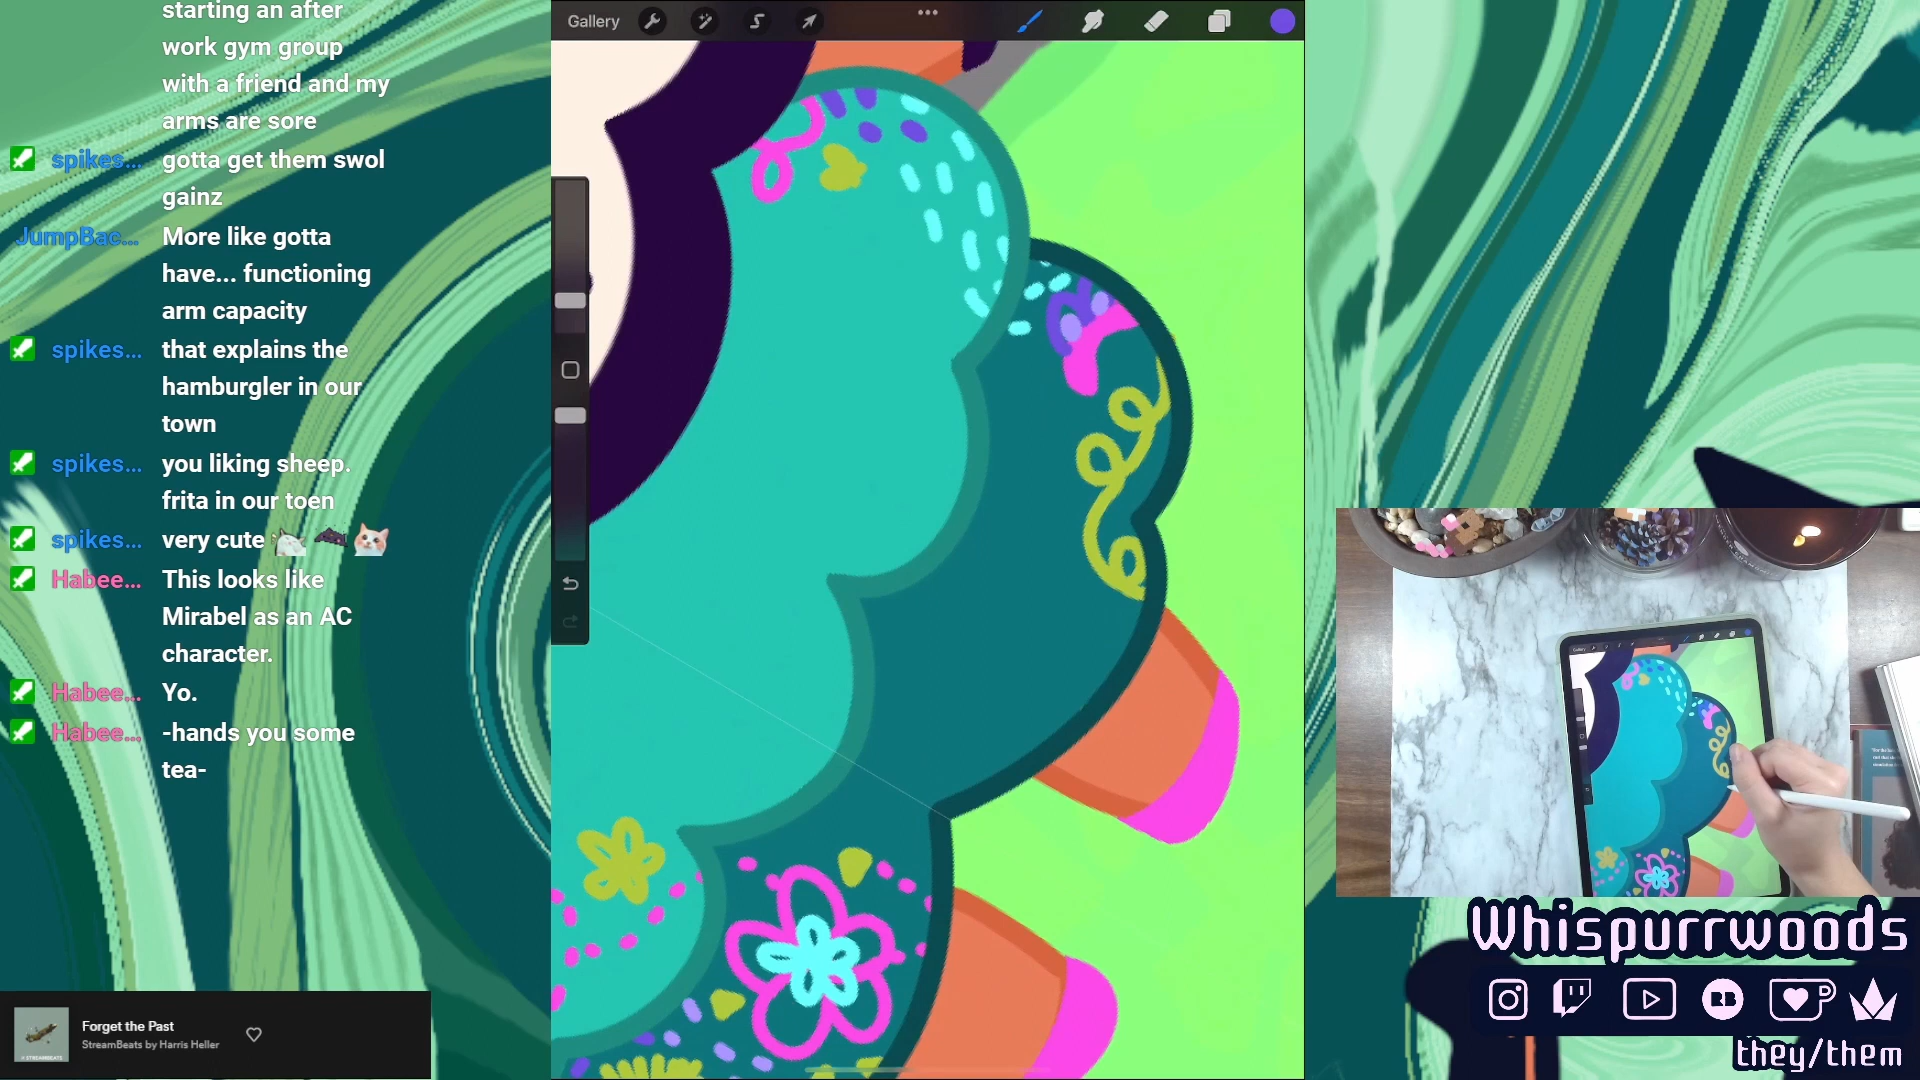 starting an after
work gym group
with a friend and my
arms are sore
spikes... gotta get them swol
gainz
JumpBac... More like gotta
have... functioning
arm capacity
spikes... that explains the
hamburgler in our
town
spikes... you liking sheep.
frita in our toen
spikes... very cute
Habee... This looks like
Mirabel as an AC
character.
Habee... Yo.
Habee... -hands you some
tea-
Forget the Past
StreamBeats by Harris Heller
Gallery
Whispurrwoods
they/them